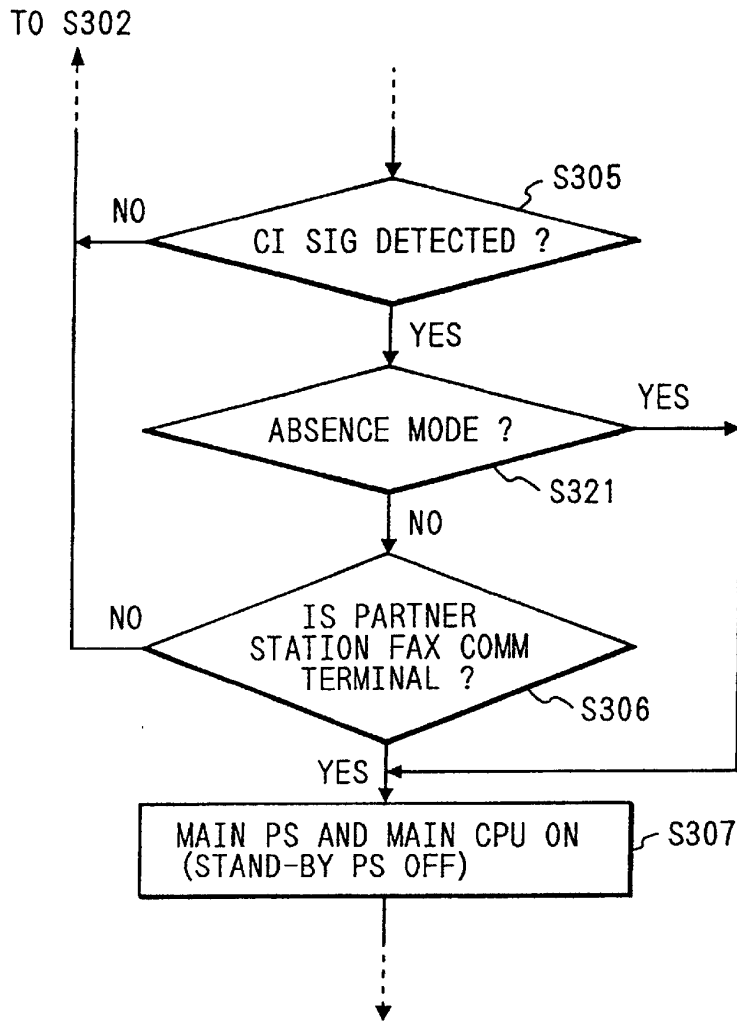 TO S302
S305
NO
CI SIG DETECTED ?
YES
YES
ABSENCE MODE ?
S321
NO
NO
IS PARTNER
STATION FAX COMM
TERMINAL ?
S306
YES
MAIN PS AND MAIN CPU ON
(STAND-BY PS OFF)
S307